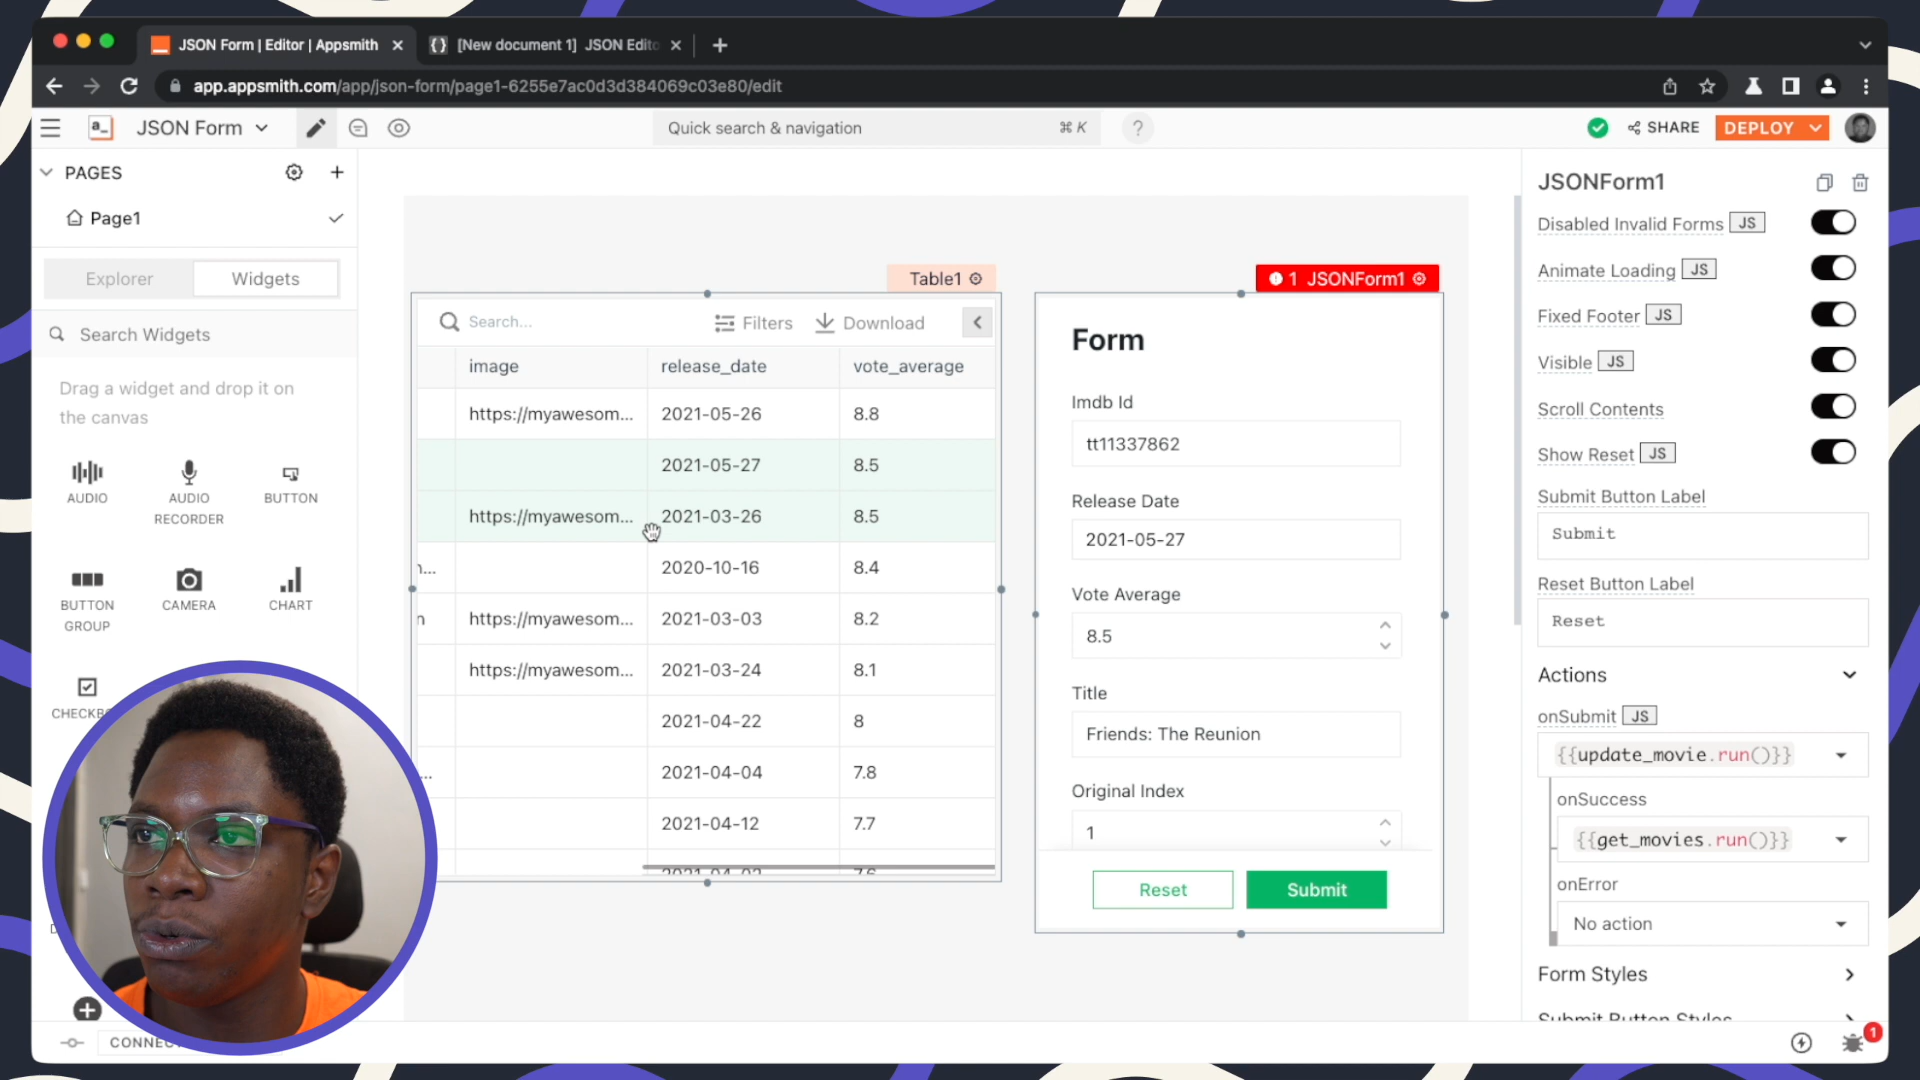 JSON Form | Editor | Appsmith
[New document 1] JSON Edito
app.appsmith.com/app/json-form/page1-6255e7ac0d3d384069c03e80/edit
JSON Form
Quick search & navigation
⌘ K
?
SHARE
DEPLOY
PAGES
Page1
Explorer
Widgets
Search Widgets
Drag a widget and drop it on
the canvas
AUDIO
AUDIO
RECORDER
BUTTON
BUTTON
GROUP
CAMERA
CHART
CHECKB
CONNEC
Table1
Search...
Filters
Download
image release_date vote_average
https://myawesom... 2021-05-26 8.8
2021-05-27 8.5
https://myawesom... 2021-03-26 8.5
2020-10-16 8.4
https://myawesom... 2021-03-03 8.2
https://myawesom... 2021-03-24 8.1
2021-04-22 8
2021-04-04 7.8
2021-04-12 7.7
1 JSONForm1
Form
Imdb Id
tt11337862
Release Date
2021-05-27
Vote Average
8.5
Title
Friends: The Reunion
Original Index
1
Reset
Submit
JSONForm1
Disabled Invalid Forms JS
Animate Loading JS
Fixed Footer JS
Visible JS
Scroll Contents
Show Reset JS
Submit Button Label
Submit
Reset Button Label
Reset
Actions
onSubmit JS
{{update_movie.run()}}
onSuccess
{{get_movies.run()}}
onError
No action
Form Styles
Submit Button Styles
1